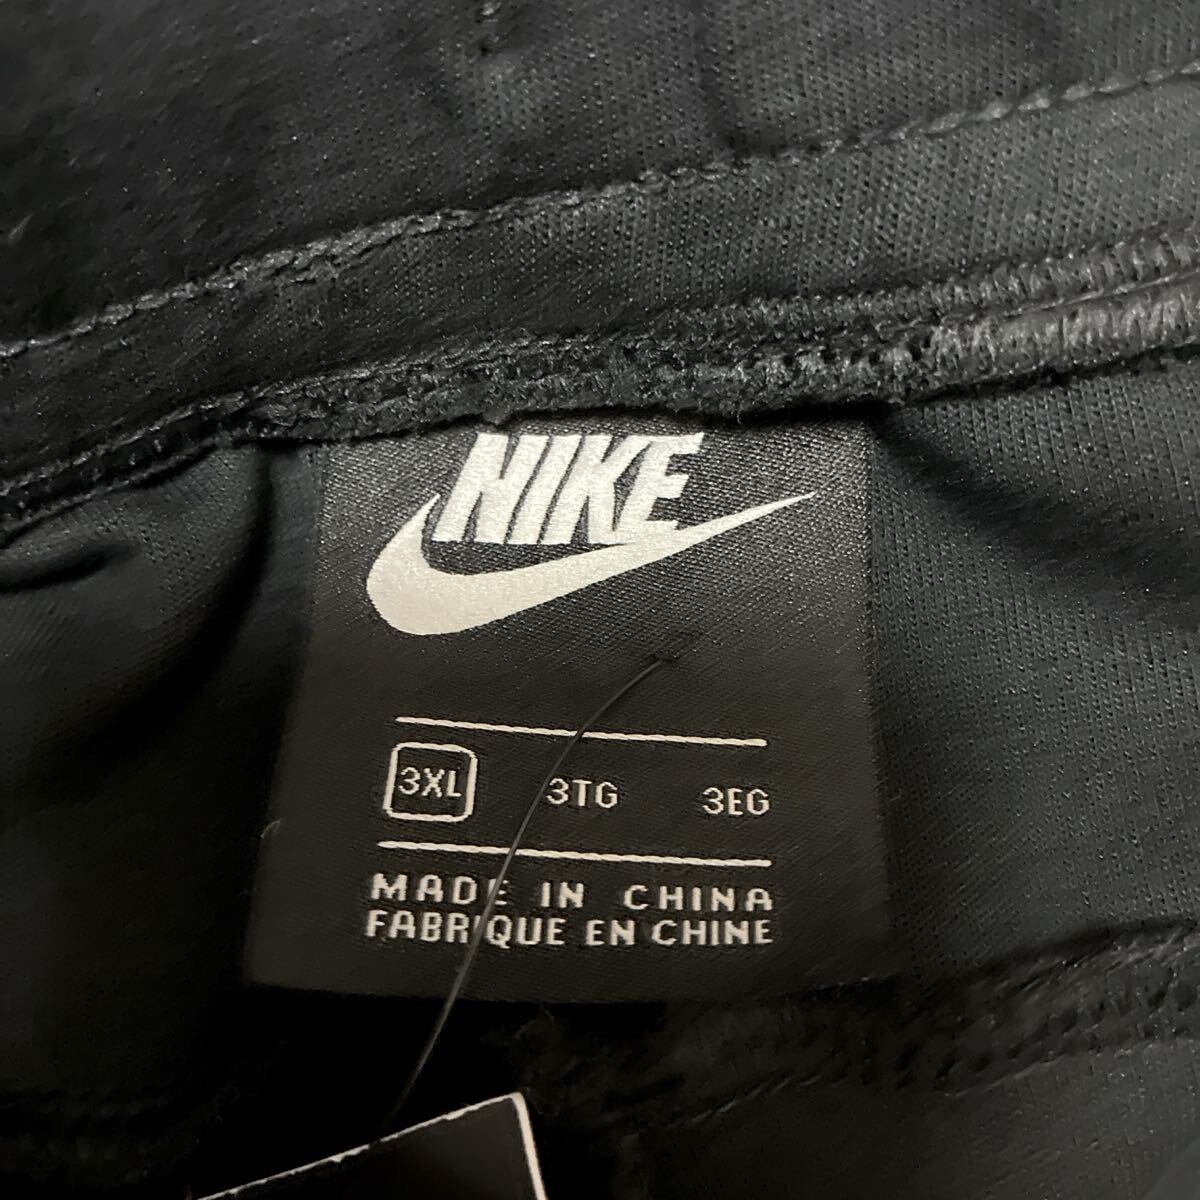 NIKE
3XL 3TG 3EG
MADE IN CHINA
FABRIQUE EN CHINE